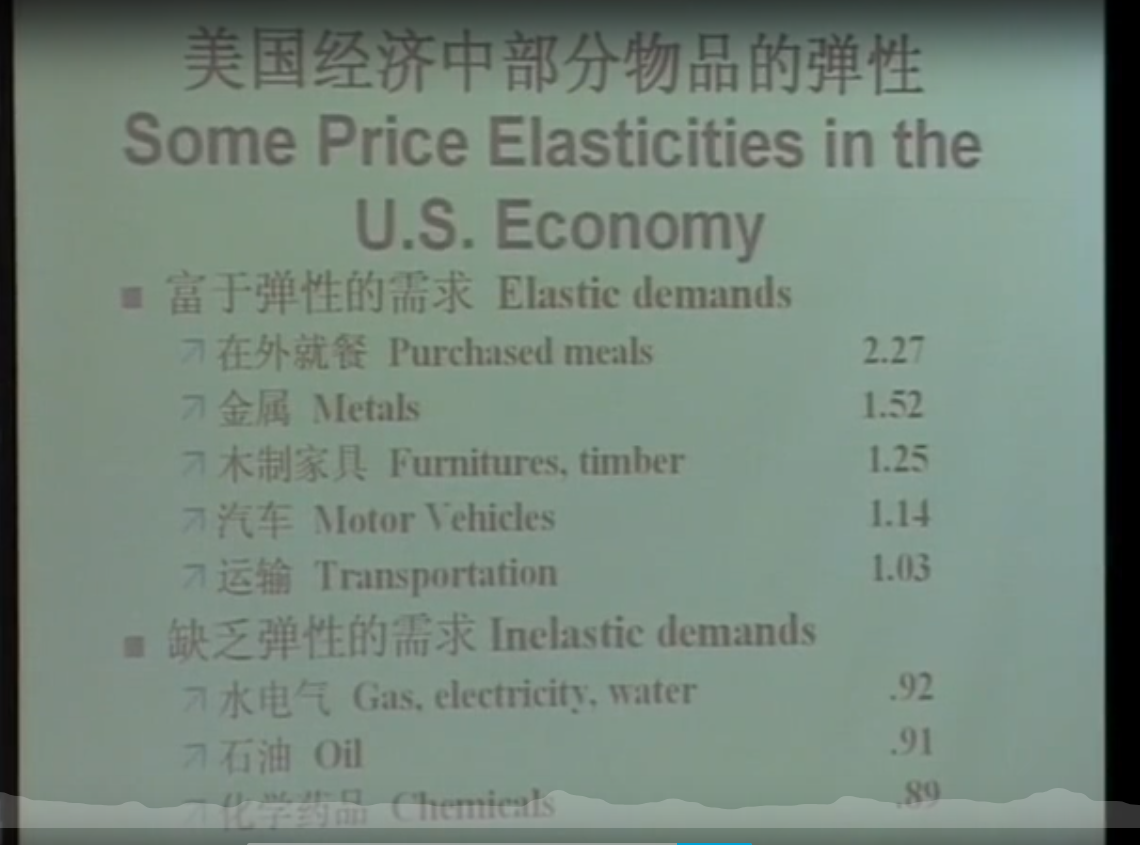 美国经济中部分物品的弹性
Some Price Elasticities in the
U.S. Economy
富于弹性的需求 Elastic demands
在外就餐 Purchased meals 2.27
金属 Metals 1.52
木制家具 Furnitures, timber 1.25
汽车 Motor Vehicles 1.14
运输 Transportation 1.03
缺乏弹性的需求 Inelastic demands
水电气 Gas, electricity, water .92
石油 Oil .91
化学药品 Chemicals .89